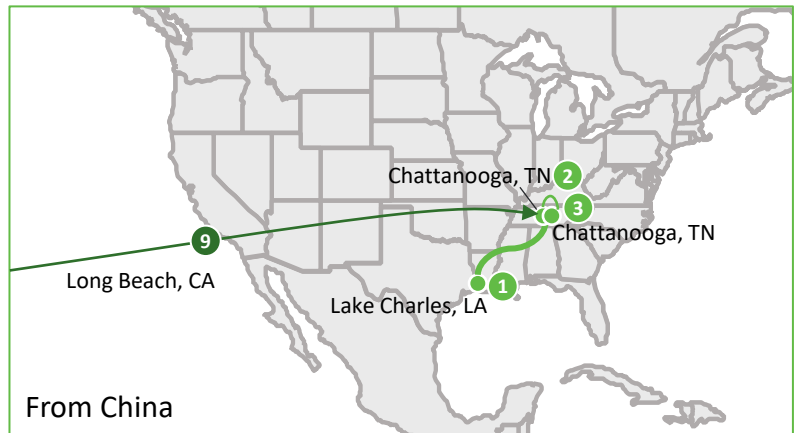 Chattanooga, TN 2
3
Chattanooga, TN
9
Long Beach, CA
1
Lake Charles, LA
From China